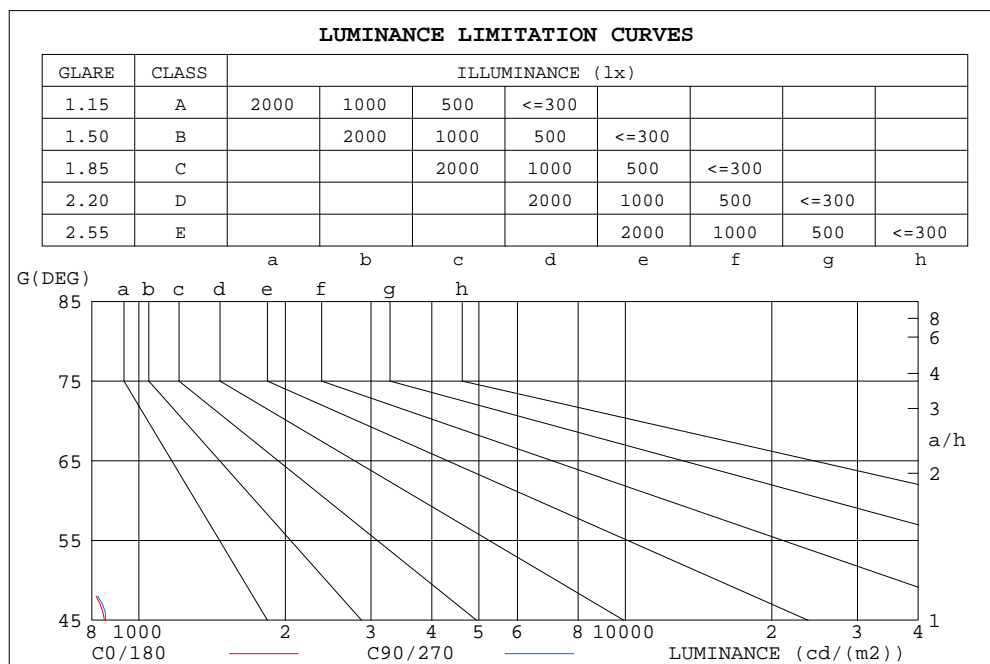 LUMINANCE LIMITATION CURVES
GLARE CLASS ILLUMINANCE (lx)
1.15 A 2000 1000 500 <=300
1.50 B 2000 1000 500 <=300
1.85 C 2000 1000 500 <=300
2.20 D 2000 1000 500 <=300
2.55 E 2000 1000 500 <=300
a b c d e f g h
G(DEG)
a b c d e f g h
85
8
6
75
4
3
a/h
65
2
55
45
1
8 1000 2 3 4 5 6 8 10000 2 4
C0/180 C90/270 LUMINANCE (cd/(m2))